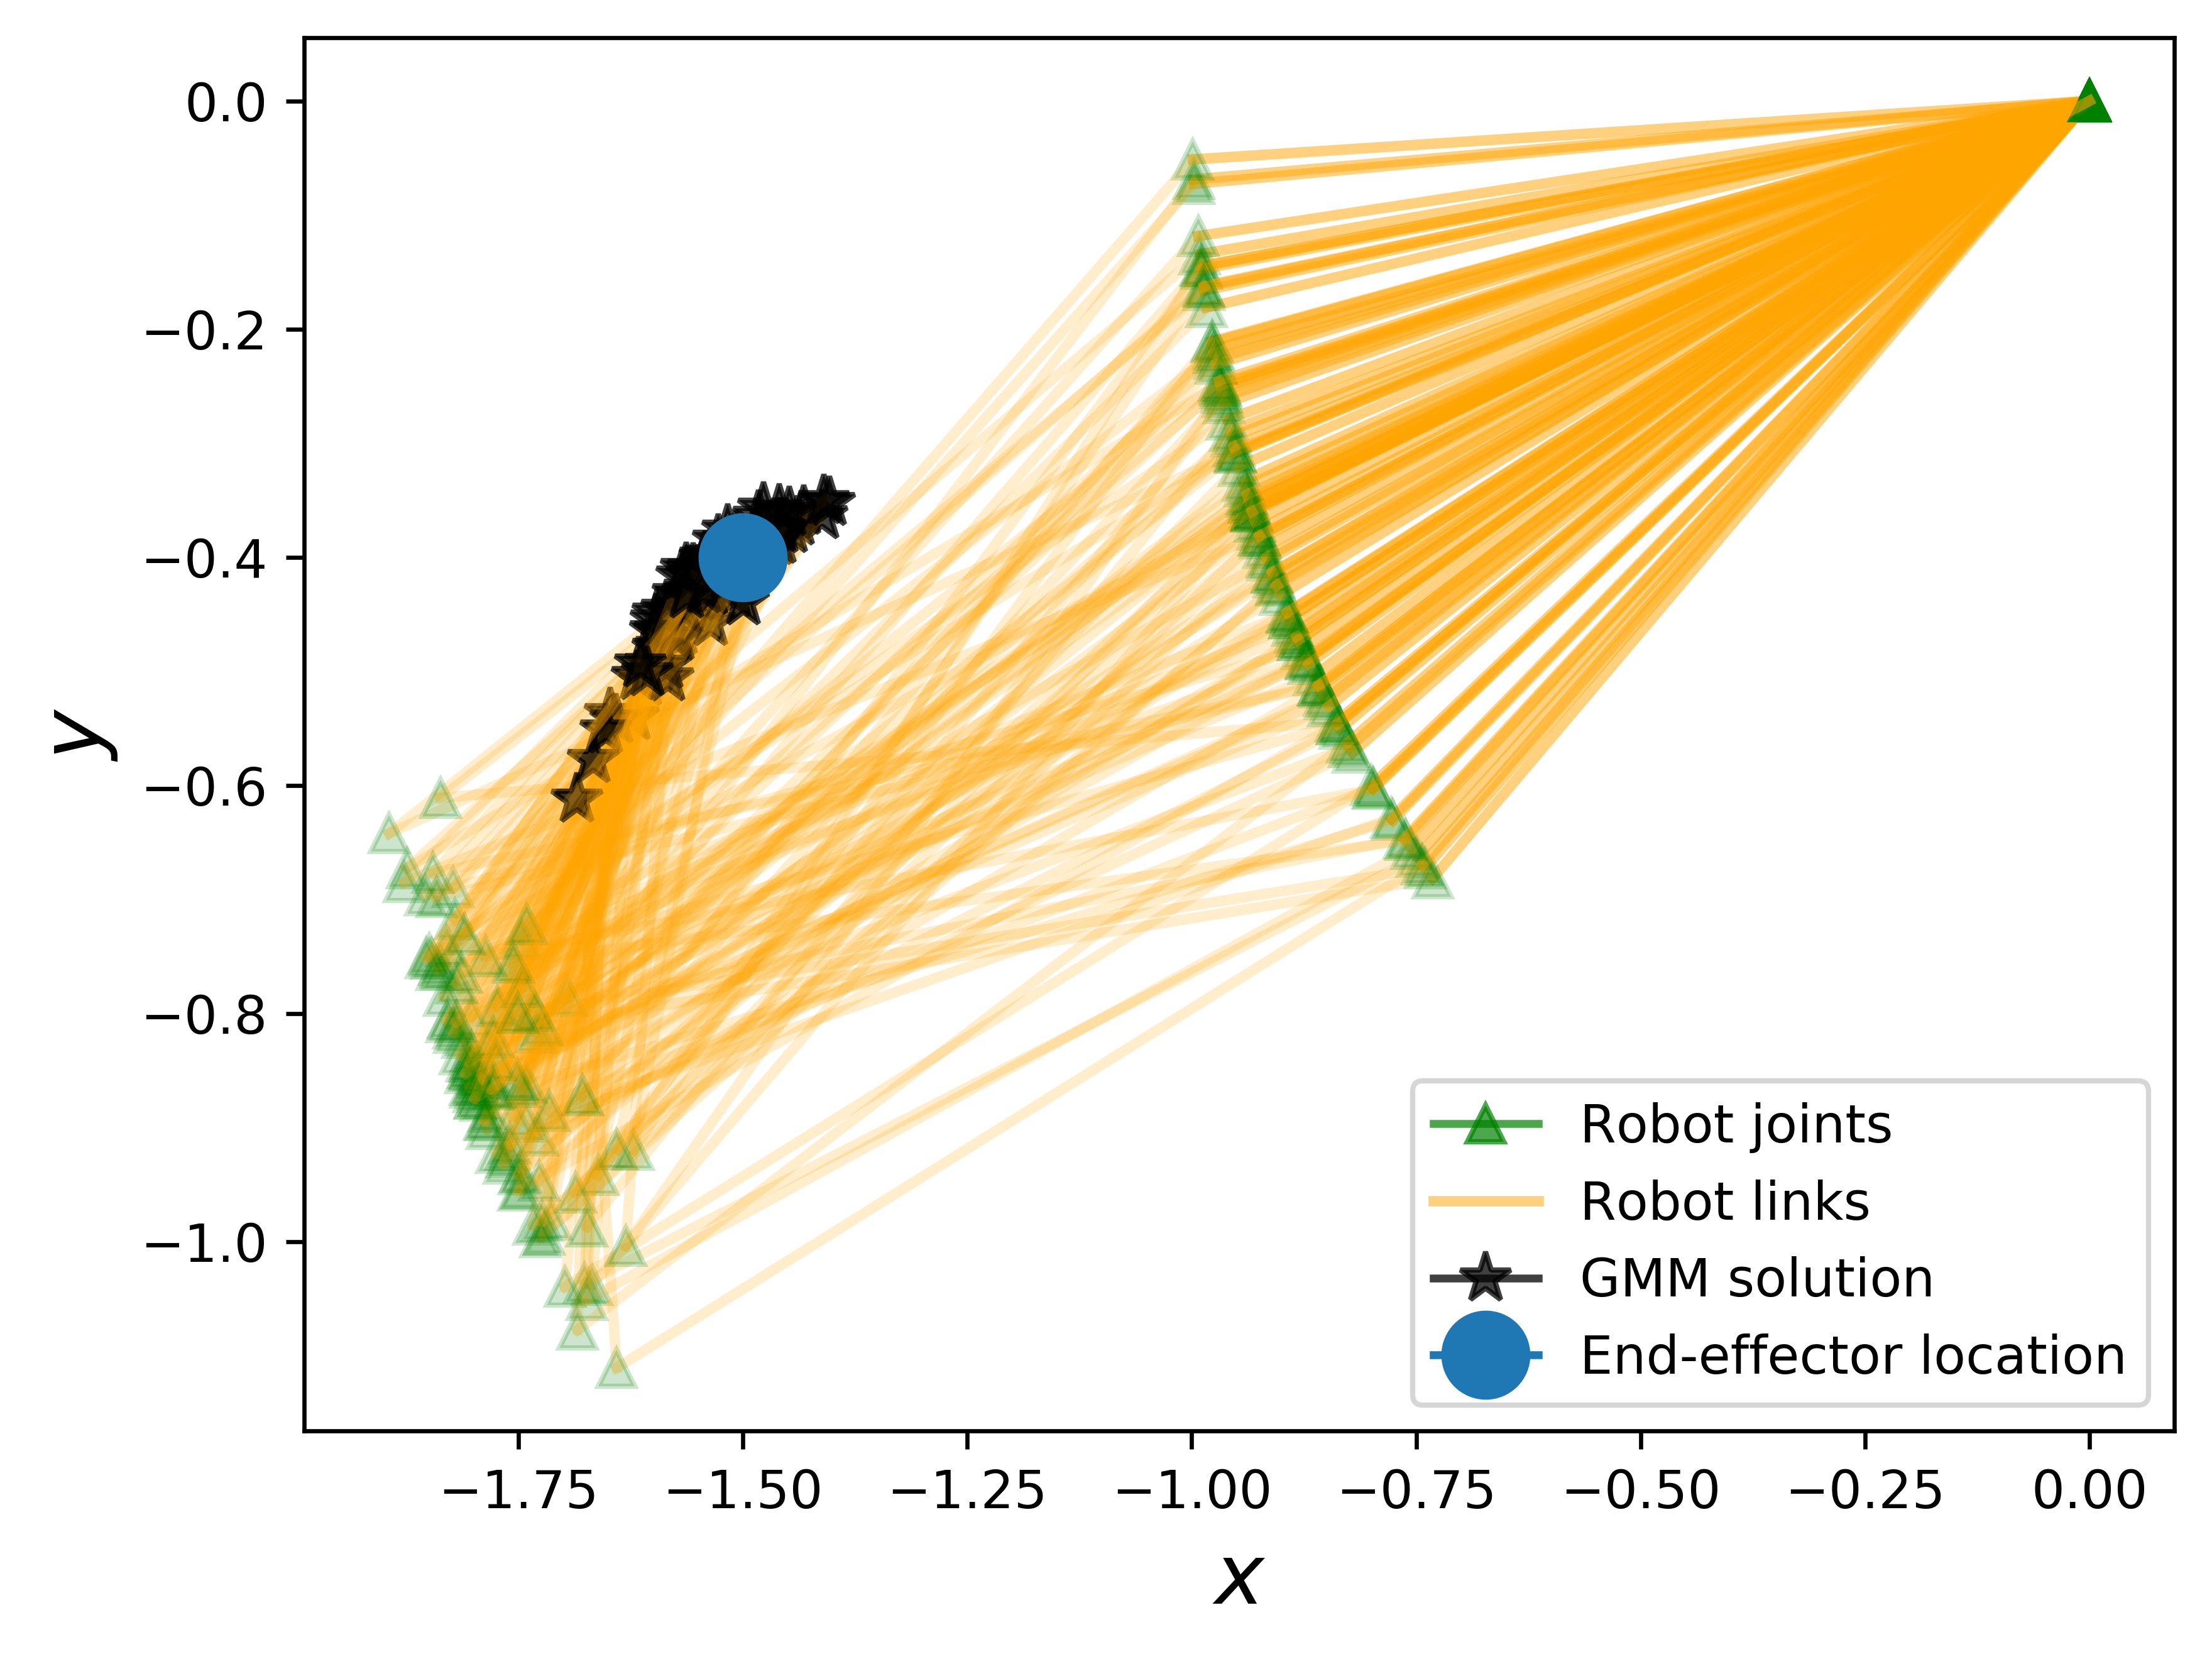 0.0
−0.2
−0.4
−0.6
−0.8
−1.0
y
Robot joints
Robot links
GMM solution
End-effector location
−1.75 −1.50 −1.25 −1.00 −0.75 −0.50 −0.25 0.00
x